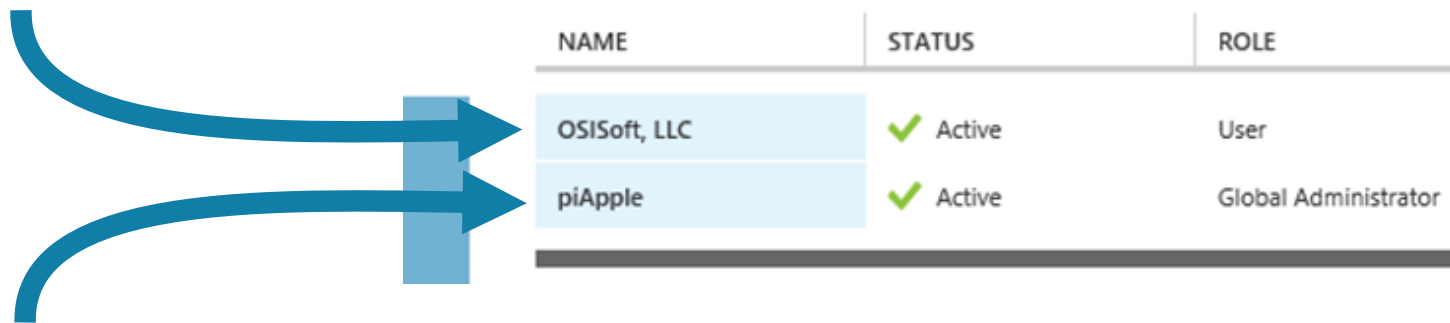 NAME STATUS ROLE
OSISoft, LLC Active User
piApple Active Global Administrator